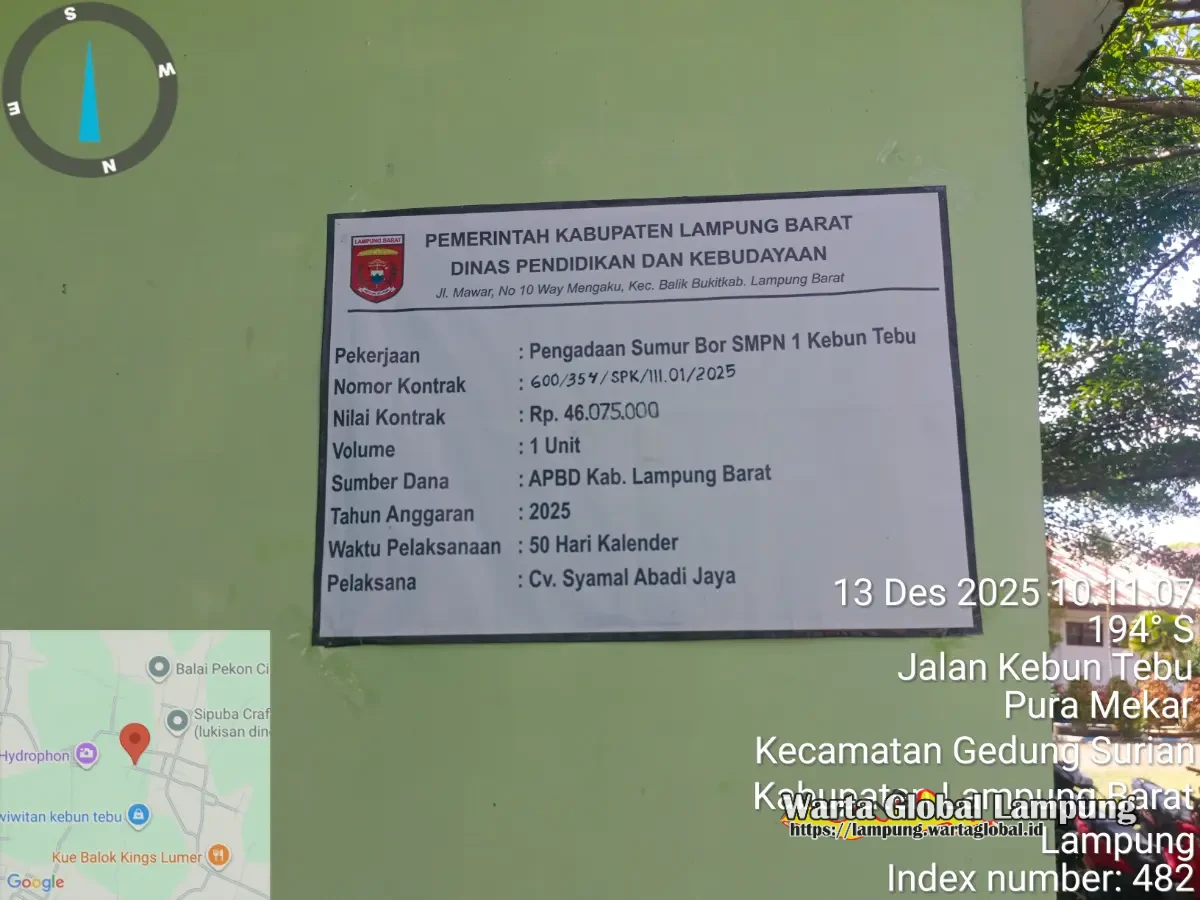 S
W
E
N
LAMPUNG BARAT
PEMERINTAH KABUPATEN LAMPUNG BARAT
DINAS PENDIDIKAN DAN KEBUDAYAAN
Jl. Mawar, No 10 Way Mengaku, Kec. Balik Bukitkab. Lampung Barat
Pekerjaan : Pengadaan Sumur Bor SMPN 1 Kebun Tebu
Nomor Kontrak : 600/354/SPK/III.01/2025
Nilai Kontrak : Rp. 46.075.000
Volume : 1 Unit
Sumber Dana : APBD Kab. Lampung Barat
Tahun Anggaran : 2025
Waktu Pelaksanaan : 50 Hari Kalender
Pelaksana : Cv. Syamal Abadi Jaya
13 Des 2025 10.11.07
194° S
Jalan Kebun Tebu
Pura Mekar
Kecamatan Gedung Surian
Kabupaten Lampung Barat
Warta Global Lampung
https://lampung.wartaglobal.id
Lampung
Index number: 482
Balai Pekon Ci
Sipuba Craf
(lukisan din
Hydrophon
wiwitan kebun tebu
Kue Balok Kings Lumer
Google